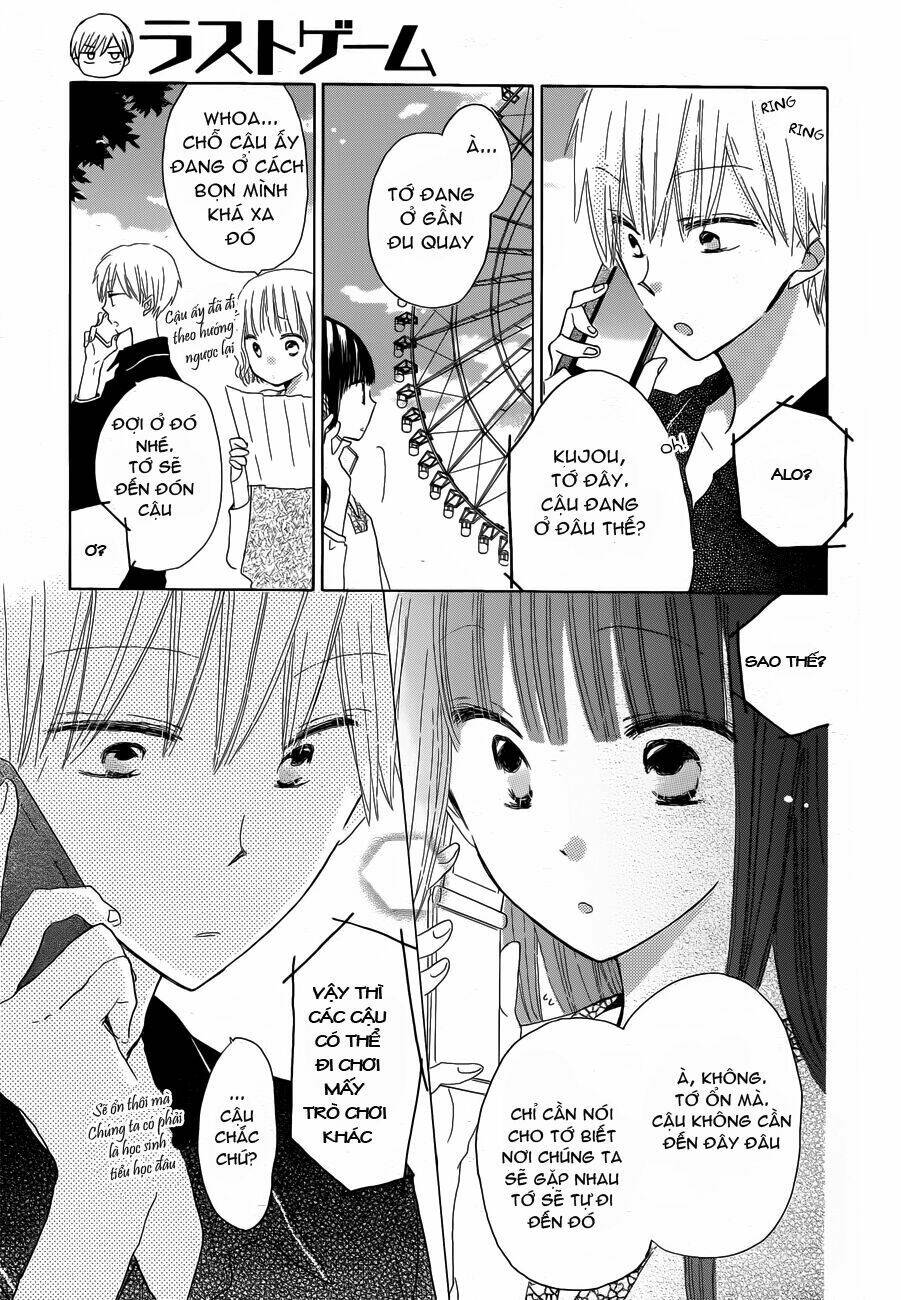 ラストゲーム
RING
RING
ALO?
Oh!
KUJOU,
TỚ ĐÂY.
CẬU ĐANG
Ở ĐÂU THẾ?
À...
TỚ ĐANG
Ở GẦN
ĐU QUAY
WHOA...
CHỖ CẬU ẤY
ĐANG Ở CÁCH
BỌN MÌNH
KHÁ XA
ĐÓ
Cậu ấy đã đi
theo hướng
ngược lại
ĐỢI Ở ĐÓ
NHÉ.
TỚ SẼ
ĐẾN ĐÓN
CẬU
Ơ?
SAO THẾ?
À, KHÔNG.
TỚ ỔN MÀ.
CẬU KHÔNG CẦN
ĐẾN ĐÂY ĐÂU
CHỈ CẦN NÓI
CHO TỚ BIẾT
NƠI CHÚNG TA
SẼ GẶP NHAU
TỚ SẼ TỰ ĐI
ĐẾN ĐÓ
VẬY THÌ
CÁC CẬU
CÓ THỂ
ĐI CHƠI
MẤY
TRÒ CHƠI
KHÁC
...
CẬU
CHẮC
CHỨ?
Sẽ ổn thôi mà
Chúng ta có phải
là học sinh
tiểu học đâu